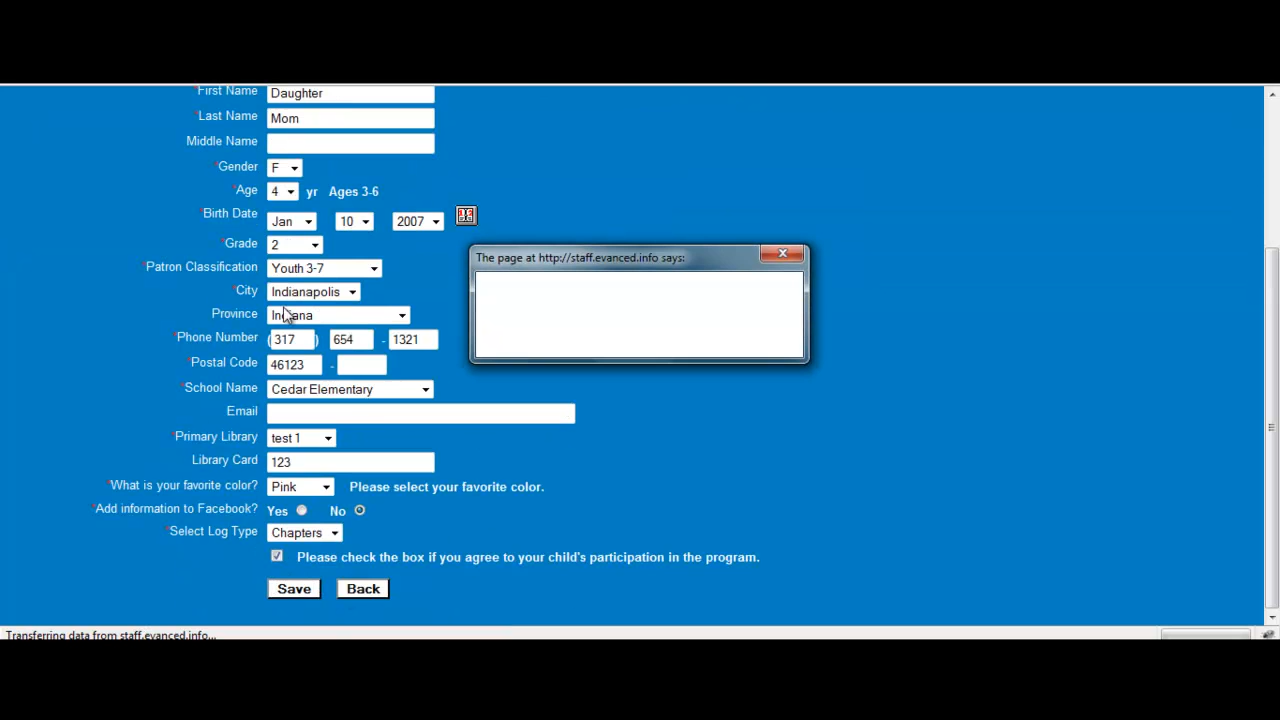 *First Name Daughter
*Last Name Mom
Middle Name
*Gender F
*Age 4 yr Ages 3-6
*Birth Date Jan 10 2007
*Grade 2
The page at http://staff.evanced.info says:
*Patron Classification Youth 3-7
*City Indianapolis
Province Indiana
*Phone Number (317) 654 - 1321
*Postal Code 46123 -
*School Name Cedar Elementary
Email
*Primary Library test 1
Library Card 123
*What is your favorite color? Pink Please select your favorite color.
*Add information to Facebook? Yes No
*Select Log Type Chapters
Please check the box if you agree to your child's participation in the program.
Save Back
Transferring data from staff.evanced.info...